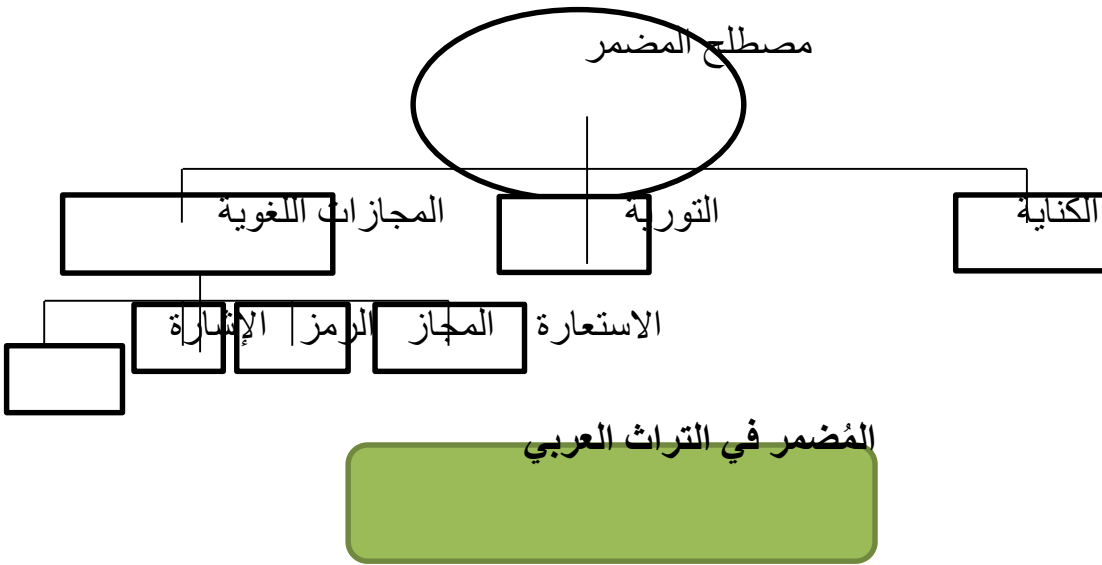 مصطلح المضمر
الكناية التورية المجازات اللغوية
الاستعارة المجاز الرمز الإشارة
المُضمر في التراث العربي